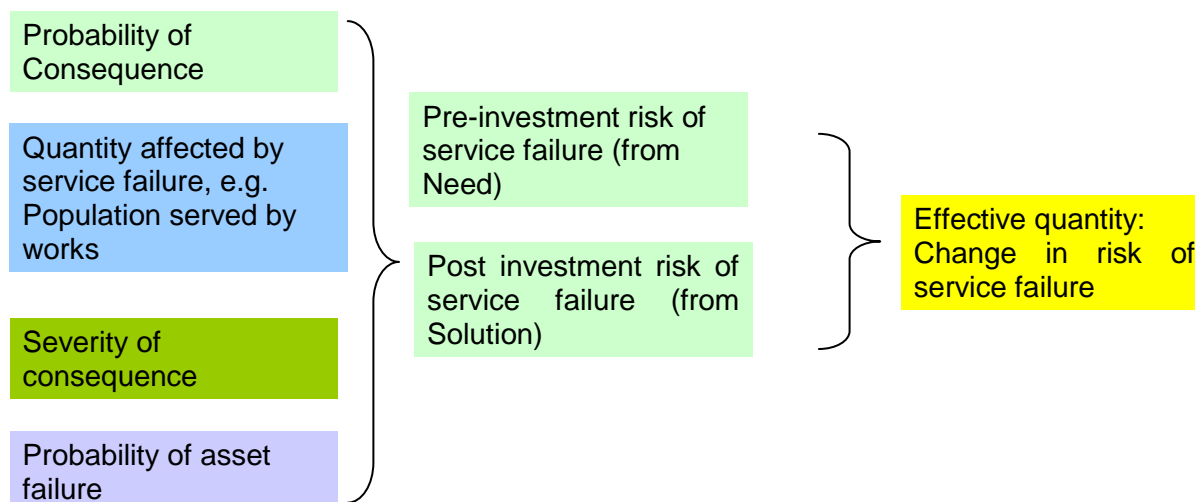 Probability of
Consequence
Quantity affected by
service failure, e.g.
Population served by
works
Severity of
consequence
Probability of asset
failure
Pre-investment risk of
service failure (from
Need)
Post investment risk of
service failure (from
Solution)
Effective quantity:
Change in risk of
service failure